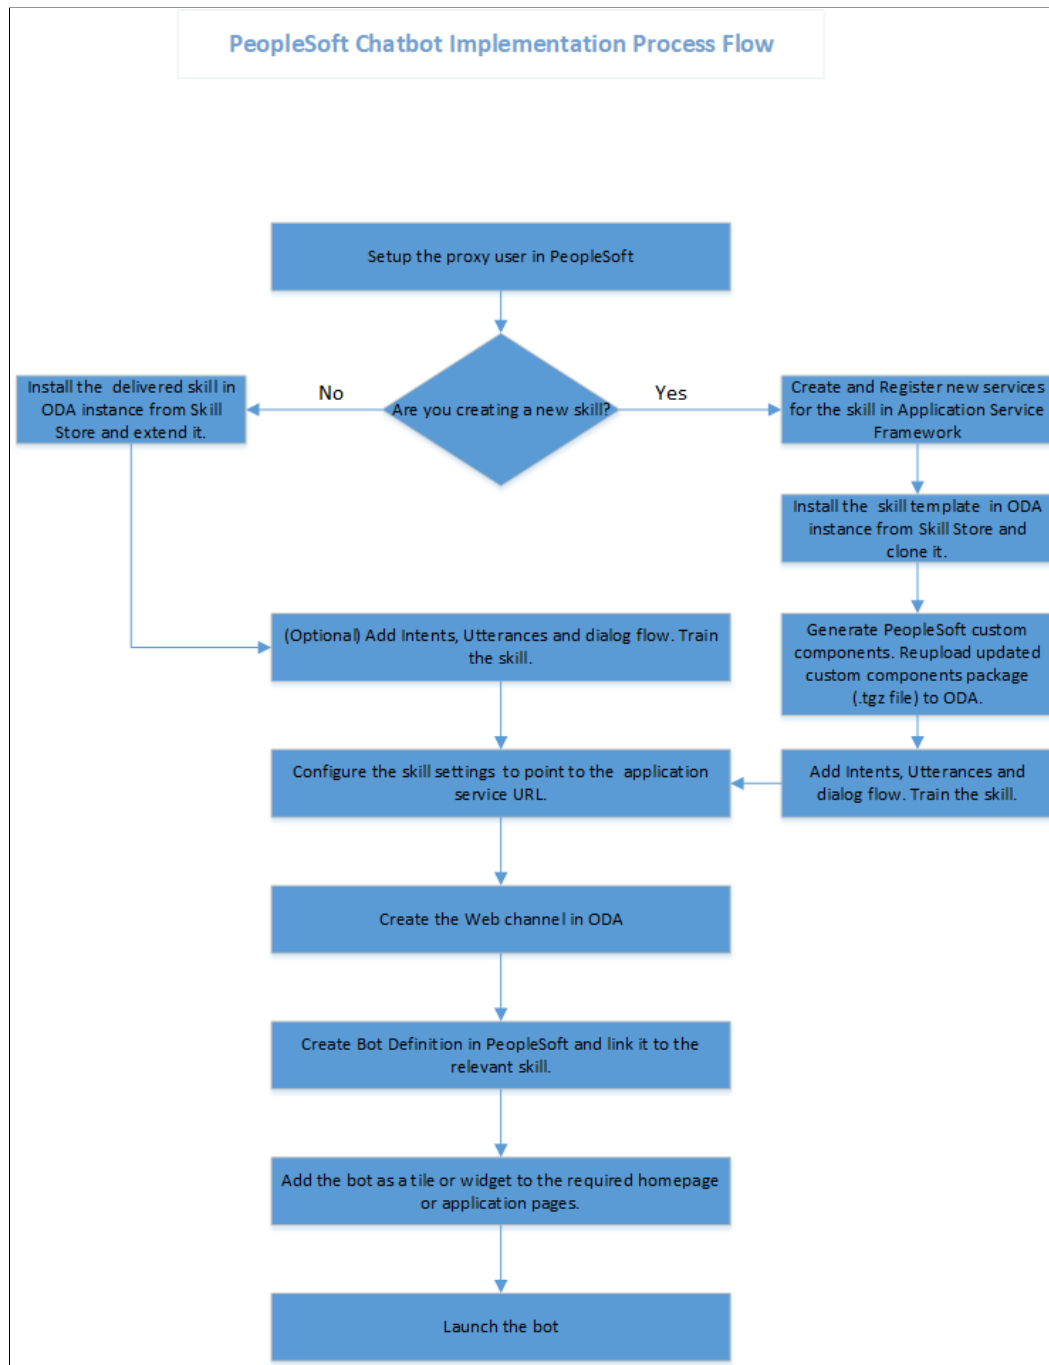 PeopleSoft Chatbot Implementation Process Flow
Setup the proxy user in PeopleSoft
Are you creating a new skill?
No
Yes
Install the delivered skill in
ODA instance from Skill
Store and extend it.
Create and Register new services
for the skill in Application Service
Framework
Install the skill template in ODA
instance from Skill Store and
clone it.
Generate PeopleSoft custom
components. Reupload updated
custom components package
(.tgz file) to ODA.
(Optional) Add Intents, Utterances and dialog flow. Train
the skill.
Add Intents, Utterances and
dialog flow. Train the skill.
Configure the skill settings to point to the application
service URL.
Create the Web channel in ODA
Create Bot Definition in PeopleSoft and link it to the
relevant skill.
Add the bot as a tile or widget to the required homepage
or application pages.
Launch the bot